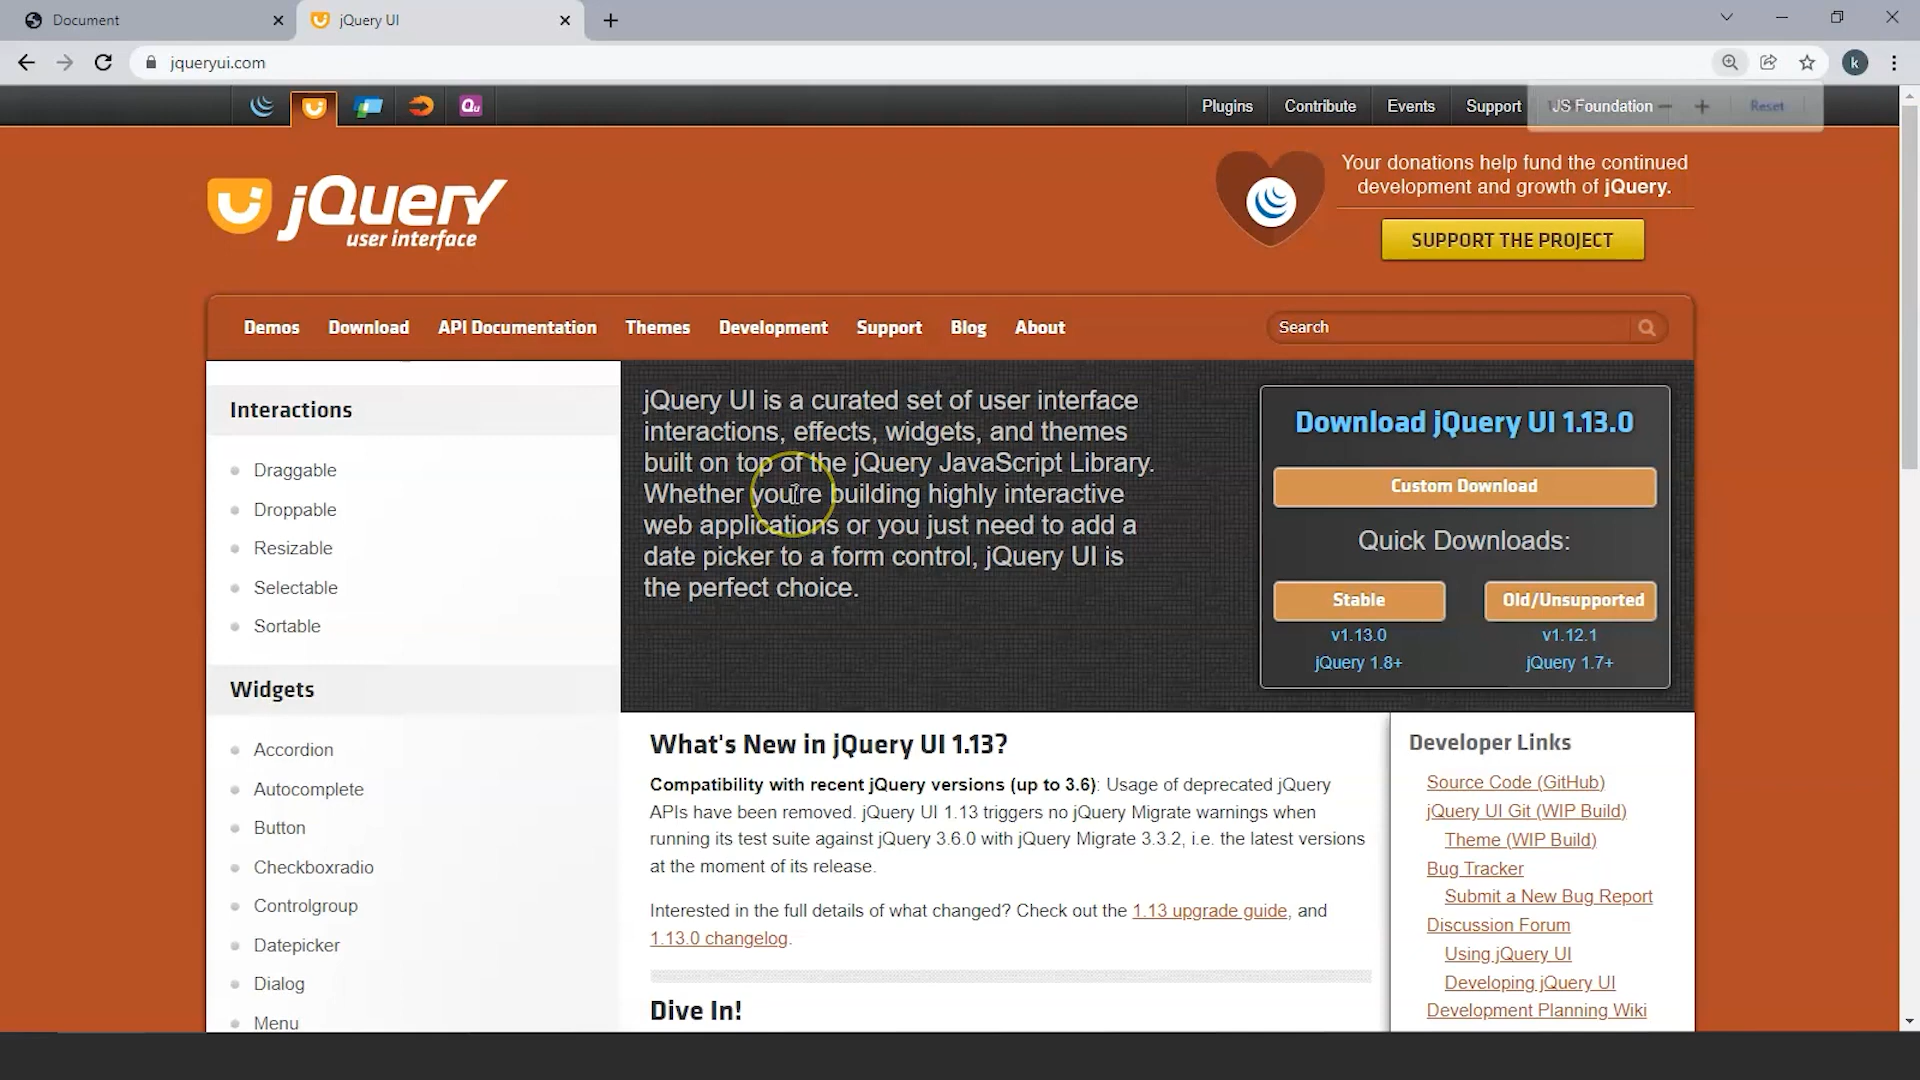 Document
jQuery UI
jqueryui.com
k
Qu
Plugins
Contribute
Events
Support
JS Foundation
Reset
jQuery
user interface
Your donations help fund the continued
development and growth of jQuery.
SUPPORT THE PROJECT
Demos
Download
API Documentation
Themes
Development
Support
Blog
About
Search
Interactions
Draggable
Droppable
Resizable
Selectable
Sortable
Widgets
Accordion
Autocomplete
Button
Checkboxradio
Controlgroup
Datepicker
Dialog
Menu
jQuery UI is a curated set of user interface
interactions, effects, widgets, and themes
built on top of the jQuery JavaScript Library.
Whether you're building highly interactive
web applications or you just need to add a
date picker to a form control, jQuery UI is
the perfect choice.
Download jQuery UI 1.13.0
Custom Download
Quick Downloads:
Stable
v1.13.0
jQuery 1.8+
Old/Unsupported
v1.12.1
jQuery 1.7+
What's New in jQuery UI 1.13?
Compatibility with recent jQuery versions (up to 3.6): Usage of deprecated jQuery
APIs have been removed. jQuery UI 1.13 triggers no jQuery Migrate warnings when
running its test suite against jQuery 3.6.0 with jQuery Migrate 3.3.2, i.e. the latest versions
at the moment of its release.
Interested in the full details of what changed? Check out the 1.13 upgrade guide, and
1.13.0 changelog.
Dive In!
Developer Links
Source Code (GitHub)
jQuery UI Git (WIP Build)
Theme (WIP Build)
Bug Tracker
Submit a New Bug Report
Discussion Forum
Using jQuery UI
Developing jQuery UI
Development Planning Wiki